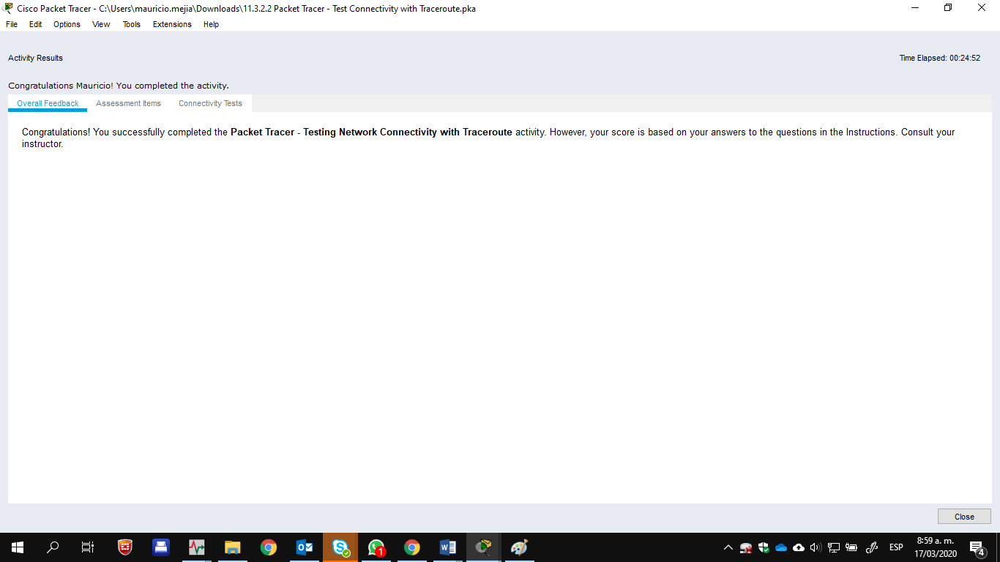 Cisco Packet Tracer - C:\Users\mauricio.mejia\Downloads\11.3.2.2 Packet Tracer - Test Connectivity with Traceroute.pka
File Edit Options View Tools Extensions Help
Activity Results
Time Elapsed: 00:24:52
Congratulations Mauricio! You completed the activity.
Overall Feedback Assessment Items Connectivity Tests
Congratulations! You successfully completed the Packet Tracer - Testing Network Connectivity with Traceroute activity. However, your score is based on your answers to the questions in the Instructions. Consult your
instructor.
Close
1
ESP
8:59 a. m.
17/03/2020
4